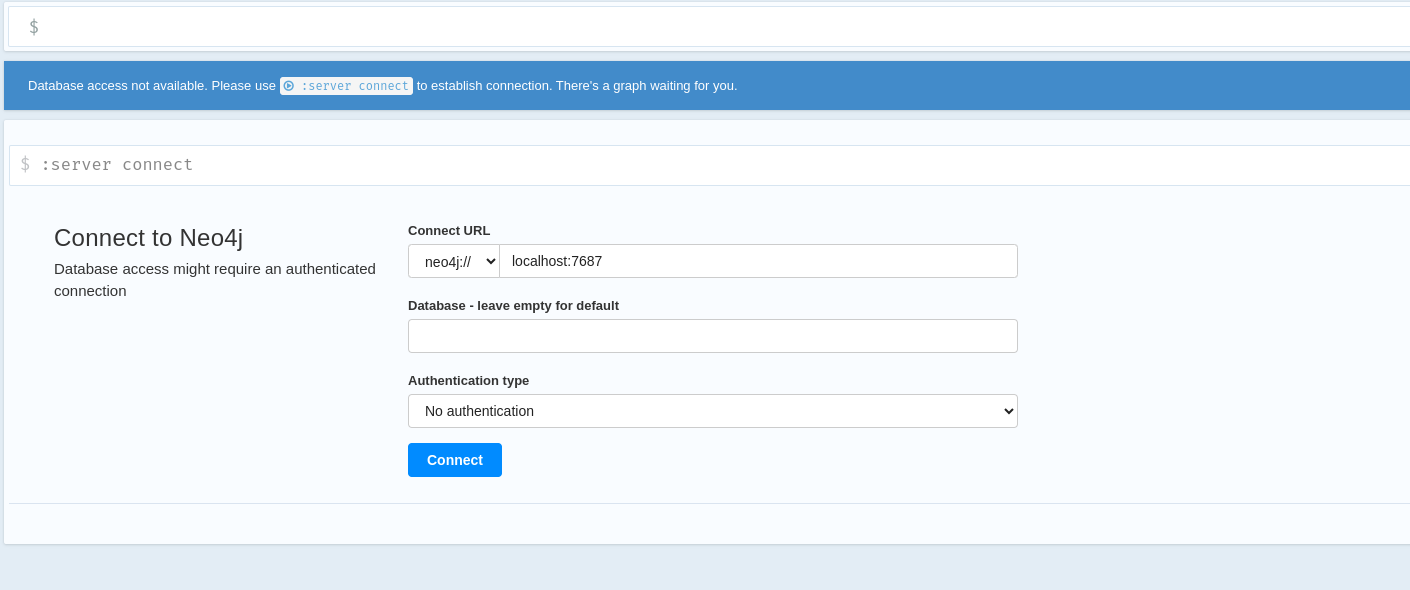 $
Database access not available. Please use :server connect to establish connection. There's a graph waiting for you.
$ :server connect
Connect to Neo4j
Database access might require an authenticated
connection
Connect URL
neo4j:// localhost:7687
Database - leave empty for default
Authentication type
No authentication
Connect